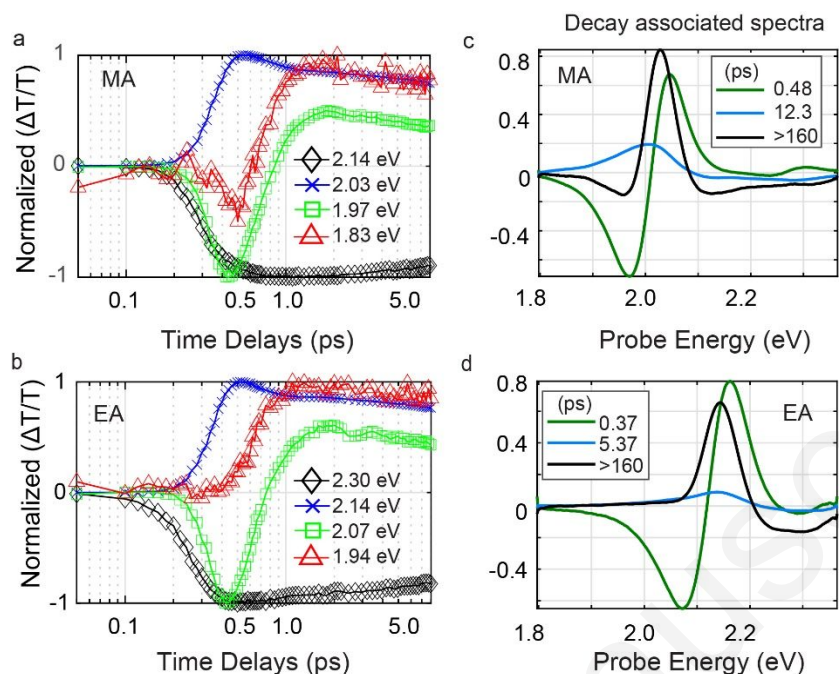 a
MA
Normalized (ΔT/T)
1
0
-1
2.14 eV
2.03 eV
1.97 eV
1.83 eV
0.1 0.5 1.0 5.0
Time Delays (ps)
b
EA
Normalized (ΔT/T)
1
0
-1
2.30 eV
2.14 eV
2.07 eV
1.94 eV
0.1 0.5 1.0 5.0
Time Delays (ps)
Decay associated spectra
c
MA
0.8
0.4
0
-0.4
(ps)
0.48
12.3
>160
1.8 2.0 2.2
Probe Energy (eV)
d
EA
0.8
0.4
0
-0.4
(ps)
0.37
5.37
>160
1.8 2.0 2.2
Probe Energy (eV)